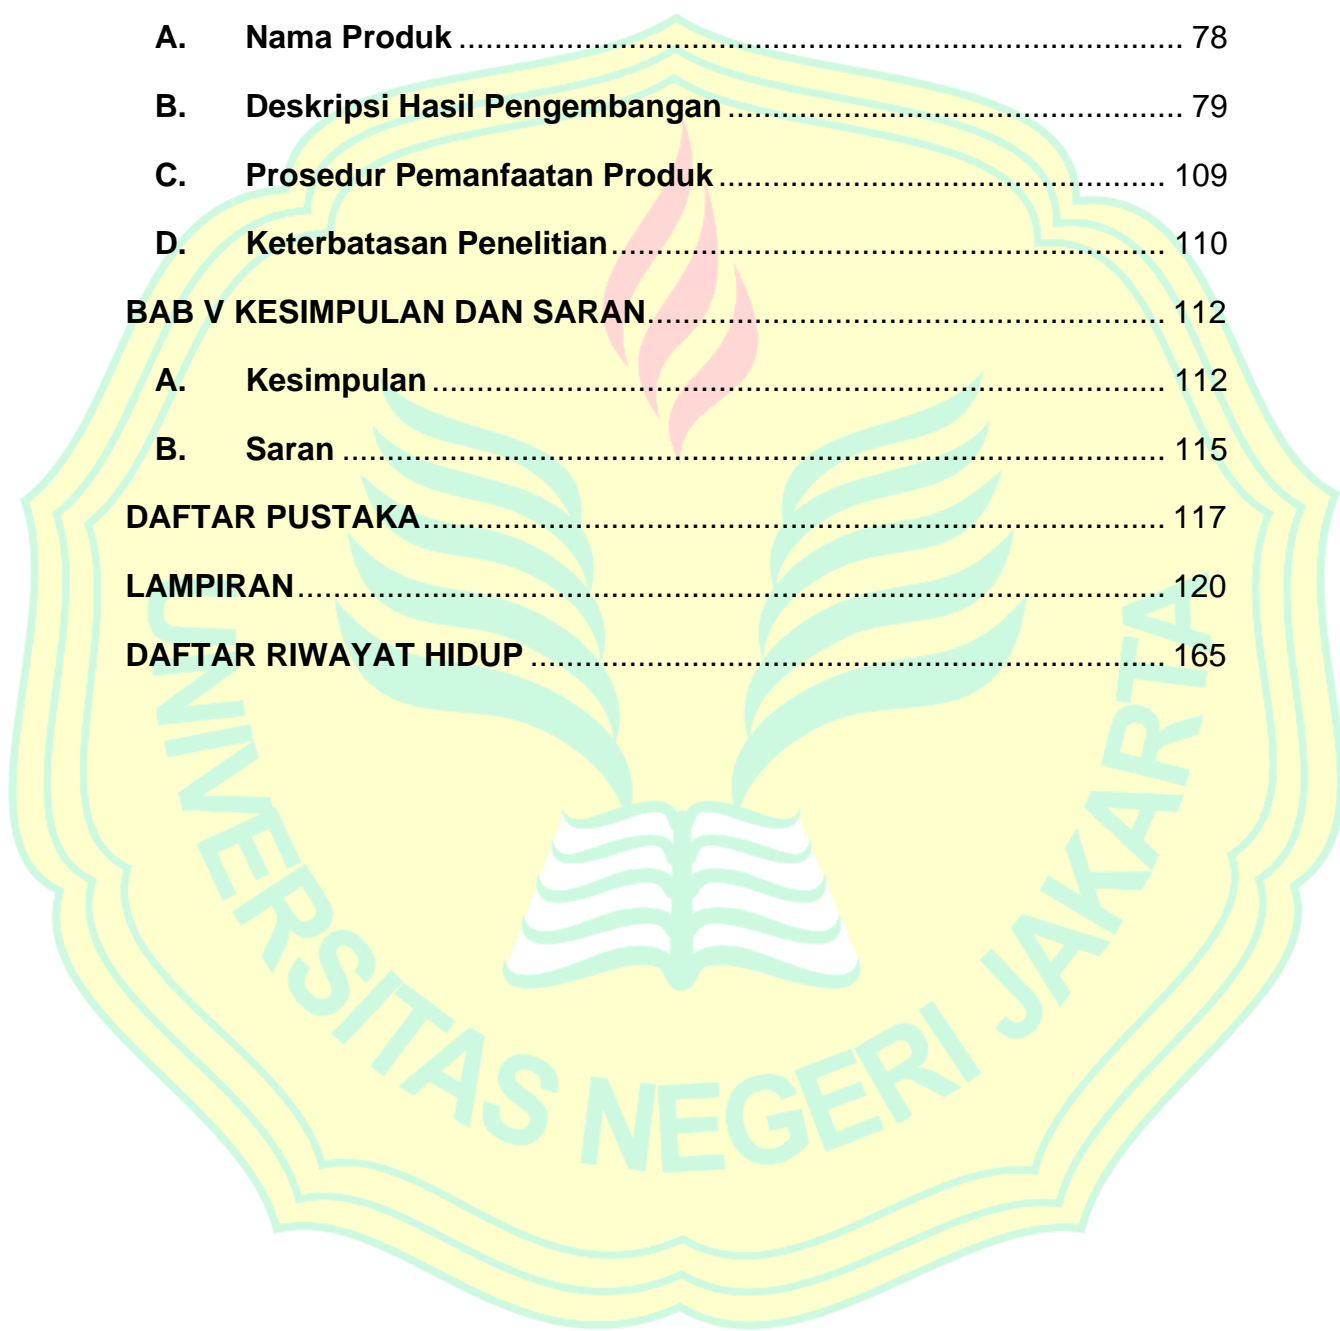 A. Nama Produk ........................................................................ 78
B. Deskripsi Hasil Pengembangan ................................................ 79
C. Prosedur Pemanfaatan Produk ................................................ 109
D. Keterbatasan Penelitian ........................................................ 110
BAB V KESIMPULAN DAN SARAN ........................................................ 112
A. Kesimpulan ........................................................................ 112
B. Saran ................................................................................ 115
DAFTAR PUSTAKA ........................................................................ 117
LAMPIRAN ................................................................................ 120
DAFTAR RIWAYAT HIDUP ................................................................ 165
UNIVERSITAS NEGERI JAKARTA